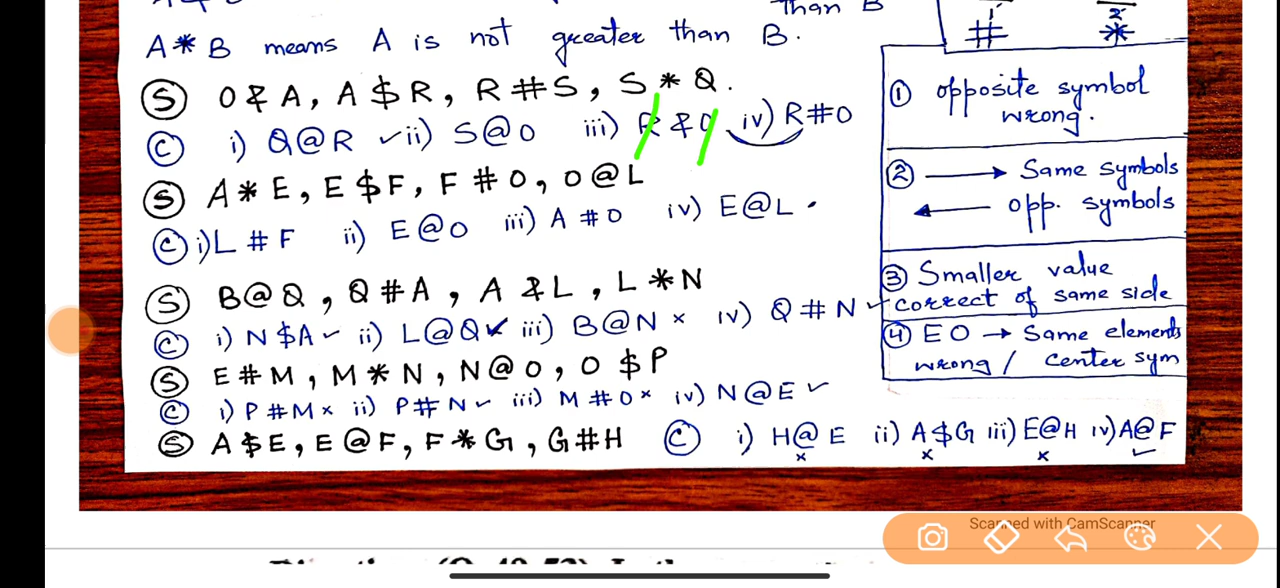 Than B
A * B means A is not greater than B.
1 2
# *
Ⓢ O & A, A $ R, R # S, S * Q.
Ⓒ i) Q @ R ✓ ii) S @ O iii) R & Q iv) R # O
Ⓢ A * E, E $ F, F # O, O @ L
Ⓒ i) L # F ii) E @ O iii) A # O iv) E @ L .
Ⓢ B @ Q, Q # A, A & L, L * N
Ⓒ i) N $ A ✓ ii) L @ Q ✓ iii) B @ N × iv) Q # N ✓
Ⓢ E # M, M * N, N @ O, O $ P
Ⓒ i) P # M × ii) P # N ✓ iii) M # O × iv) N @ E ✓
Ⓢ A $ E, E @ F, F * G, G # H Ⓒ i) H @ E × ii) A $ G × iii) E @ H × iv) A @ F ✓
① opposite symbol
wrong.
② → Same symbols
← opp. symbols
③ Smaller value
correct of same side
④ E O → Same elements
wrong / center sym
Scanned with CamScanner